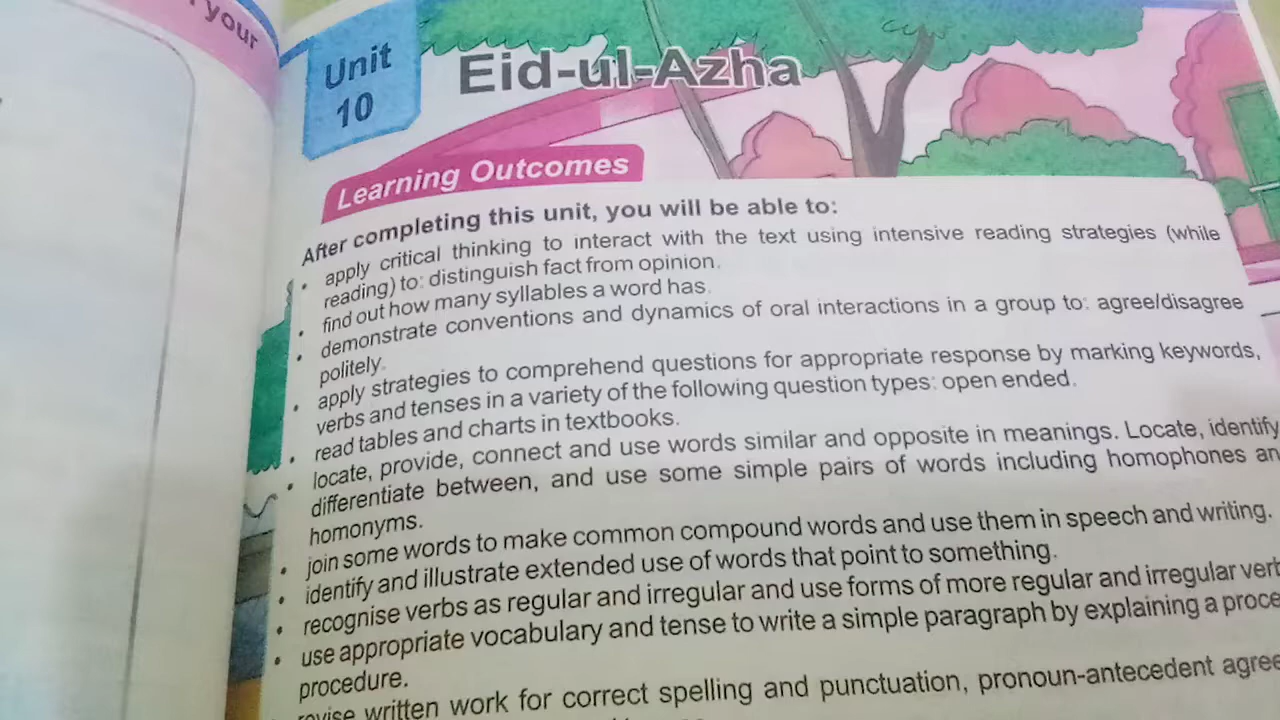 your
Unit
10
Eid-ul-Azha
Learning Outcomes
After completing this unit, you will be able to:
• apply critical thinking to interact with the text using intensive reading strategies (while
reading) to: distinguish fact from opinion.
• find out how many syllables a word has.
• demonstrate conventions and dynamics of oral interactions in a group to: agree/disagree
politely.
• apply strategies to comprehend questions for appropriate response by marking keywords,
verbs and tenses in a variety of the following question types: open ended.
• read tables and charts in textbooks.
• locate, provide, connect and use words similar and opposite in meanings. Locate, identify
differentiate between, and use some simple pairs of words including homophones an
homonyms.
• join some words to make common compound words and use them in speech and writing.
• identify and illustrate extended use of words that point to something.
• recognise verbs as regular and irregular and use forms of more regular and irregular verb
• use appropriate vocabulary and tense to write a simple paragraph by explaining a proce
procedure.
revise written work for correct spelling and punctuation, pronoun-antecedent agree